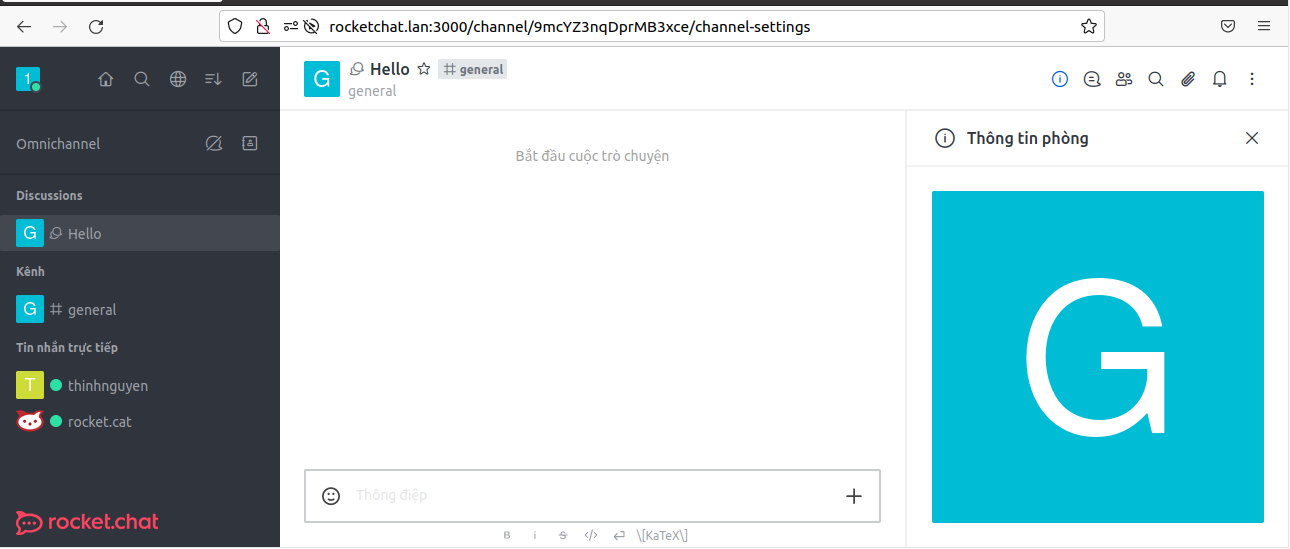 rocketchat.lan:3000/channel/9mcYZ3nqDprMB3xce/channel-settings
1
Omnichannel
Discussions
G Hello
Kênh
G general
Tin nhắn trực tiếp
T thinhnguyen
rocket.cat
rocket.chat
G Hello general
general
Bắt đầu cuộc trò chuyện
Thông điệp
B i S </> \[KaTeX\]
Thông tin phòng
G